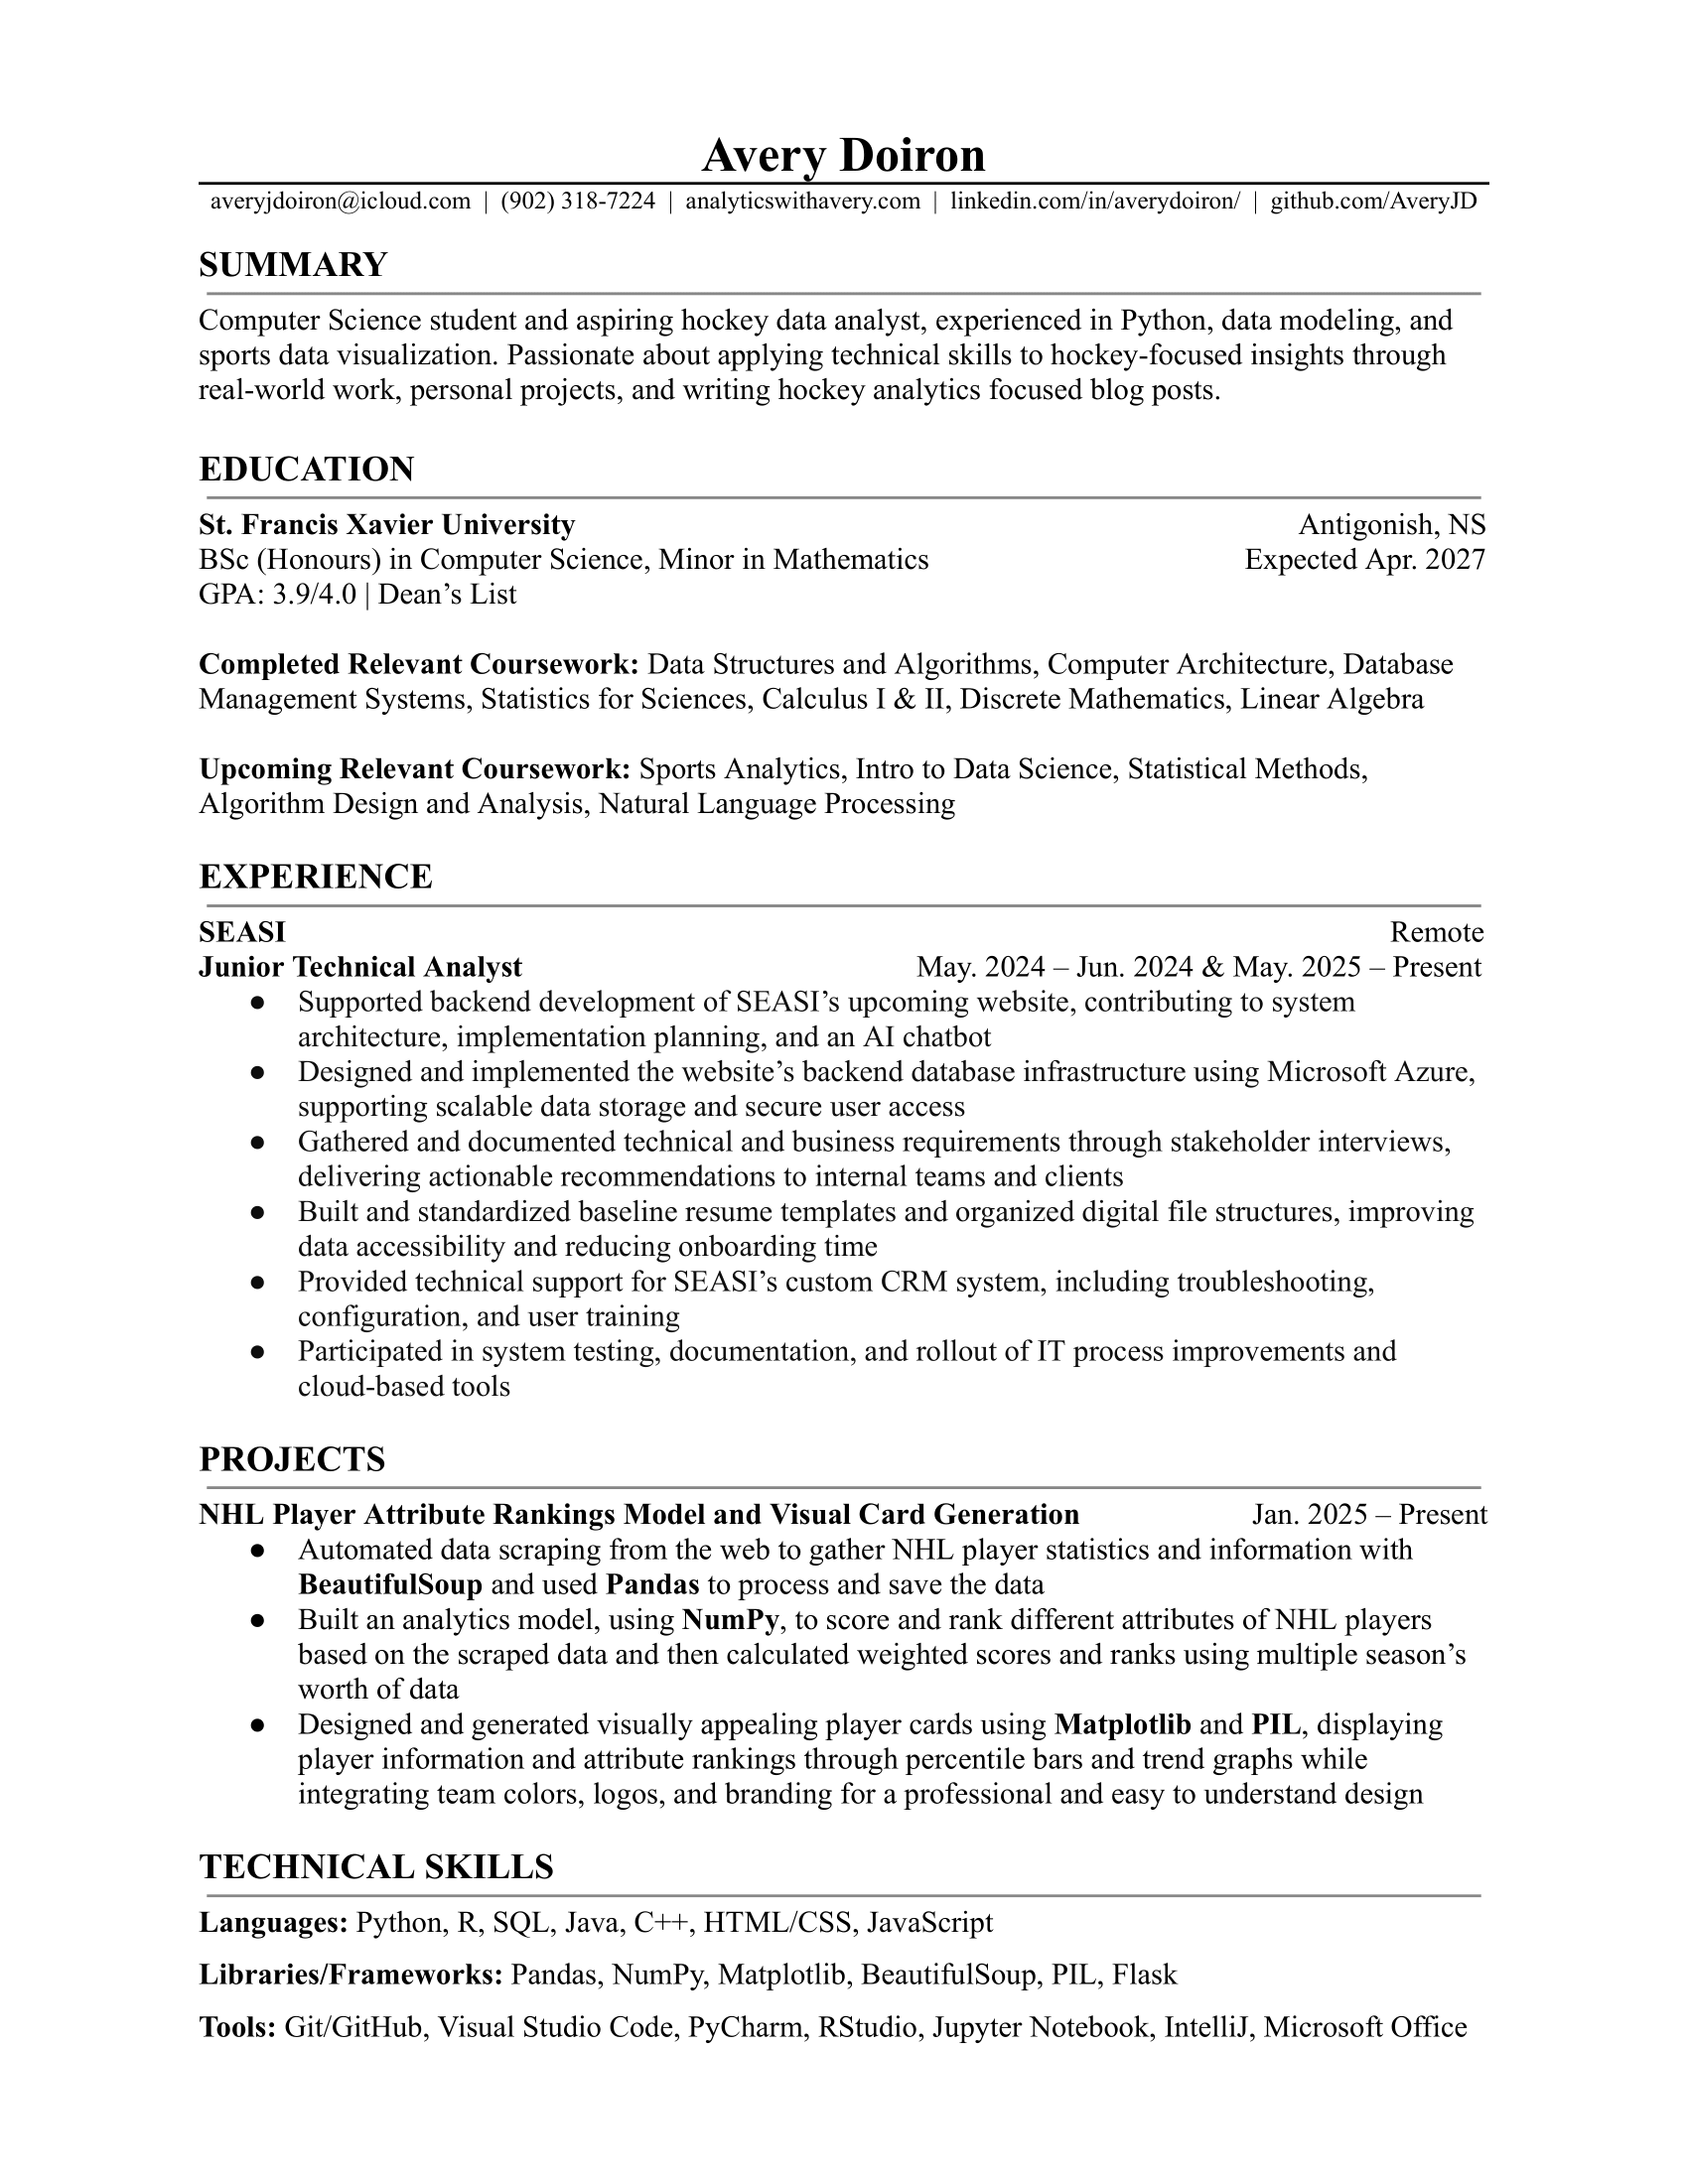 Avery Doiron
averyjdoiron@icloud.com | (902) 318-7224 | analyticswithavery.com | linkedin.com/in/averydoiron/ | github.com/AveryJD
SUMMARY
Computer Science student and aspiring hockey data analyst, experienced in Python, data modeling, and
sports data visualization. Passionate about applying technical skills to hockey-focused insights through
real-world work, personal projects, and writing hockey analytics focused blog posts.
EDUCATION
St. Francis Xavier University Antigonish, NS
BSc (Honours) in Computer Science, Minor in Mathematics Expected Apr. 2027
GPA: 3.9/4.0 | Dean’s List
Completed Relevant Coursework: Data Structures and Algorithms, Computer Architecture, Database
Management Systems, Statistics for Sciences, Calculus I & II, Discrete Mathematics, Linear Algebra
Upcoming Relevant Coursework: Sports Analytics, Intro to Data Science, Statistical Methods,
Algorithm Design and Analysis, Natural Language Processing
EXPERIENCE
SEASI Remote
Junior Technical Analyst May. 2024 – Jun. 2024 & May. 2025 – Present
● Supported backend development of SEASI’s upcoming website, contributing to system
architecture, implementation planning, and an AI chatbot
● Designed and implemented the website’s backend database infrastructure using Microsoft Azure,
supporting scalable data storage and secure user access
● Gathered and documented technical and business requirements through stakeholder interviews,
delivering actionable recommendations to internal teams and clients
● Built and standardized baseline resume templates and organized digital file structures, improving
data accessibility and reducing onboarding time
● Provided technical support for SEASI’s custom CRM system, including troubleshooting,
configuration, and user training
● Participated in system testing, documentation, and rollout of IT process improvements and
cloud-based tools
PROJECTS
NHL Player Attribute Rankings Model and Visual Card Generation Jan. 2025 – Present
● Automated data scraping from the web to gather NHL player statistics and information with
BeautifulSoup and used Pandas to process and save the data
● Built an analytics model, using NumPy, to score and rank different attributes of NHL players
based on the scraped data and then calculated weighted scores and ranks using multiple season’s
worth of data
● Designed and generated visually appealing player cards using Matplotlib and PIL, displaying
player information and attribute rankings through percentile bars and trend graphs while
integrating team colors, logos, and branding for a professional and easy to understand design
TECHNICAL SKILLS
Languages: Python, R, SQL, Java, C++, HTML/CSS, JavaScript
Libraries/Frameworks: Pandas, NumPy, Matplotlib, BeautifulSoup, PIL, Flask
Tools: Git/GitHub, Visual Studio Code, PyCharm, RStudio, Jupyter Notebook, IntelliJ, Microsoft Office